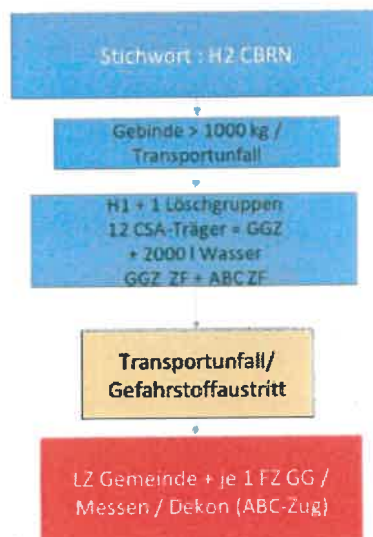 Stichwort : H2 CBRN
Gebinde > 1000 kg /
Transportunfall
H1 + 1 Löschgruppen
12 CSA-Träger = GGZ
+ 2000 l Wasser
GGZ ZF + ABC ZF
Transportunfall/
Gefahrstoffaustritt
LZ Gemeinde + je 1 FZ GG /
Messen / Dekon (ABC-Zug)